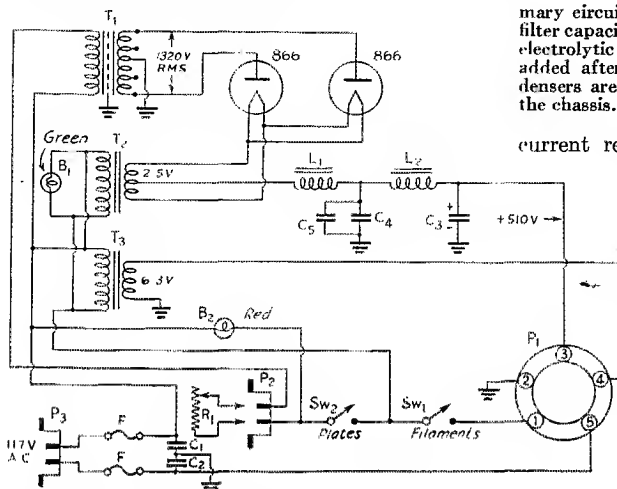 T1
1320V
RMS
866
866
mary circui
filter capaci
electrolytic
added after
densers are
the chassis.
current re
Green
B1
T2
2.5V
L1
L2
C5
C4
C3
+
-
+510V
T3
6.3V
B2
Red
P1
3
2
4
1
5
P3
117V
A C
F
F
C1
C2
R1
P2
Sw2
Plates
Sw1
Filaments